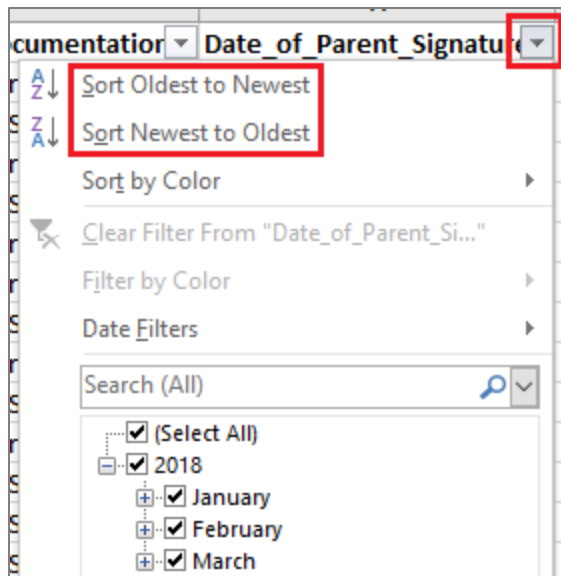 cumentation Date_of_Parent_Signature
Sort Oldest to Newest
Sort Newest to Oldest
Sort by Color
Clear Filter From "Date_of_Parent_Si..."
Filter by Color
Date Filters
Search (All)
(Select All)
2018
January
February
March